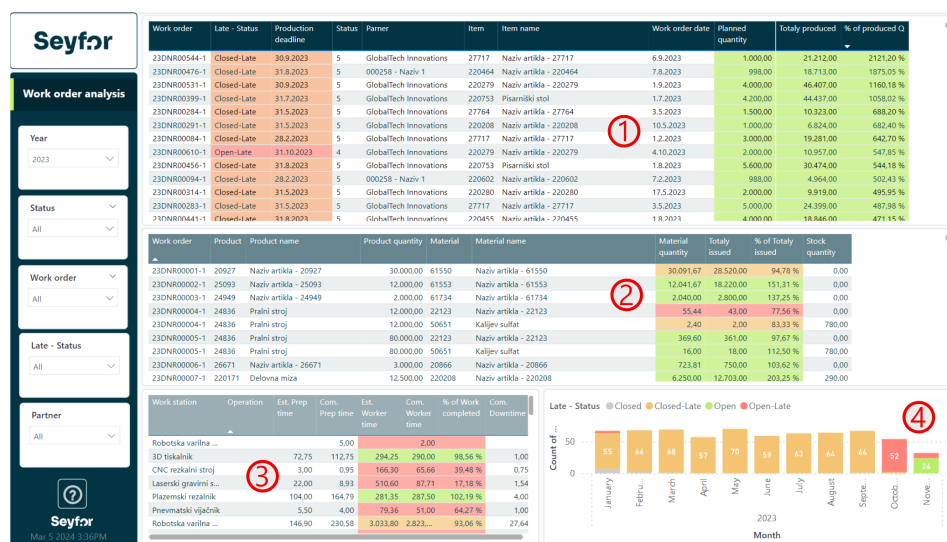 Seyfor
Work order analysis
Year
2023
Status
All
Work order
All
Late - Status
All
Partner
All
Seyfor
Mar 5 2024 3:36PM
Work order Late - Status Production deadline Status Parner Item Item name Work order date Planned quantity Totaly produced % of produced Q
23DNR00544-1 Closed-Late 30.9.2023 5 GlobalTech Innovations 27717 Naziv artikla - 27717 6.9.2023 1.000,00 21.212,00 2121,20 %
23DNR00476-1 Closed-Late 31.8.2023 5 000258 - Naziv 1 220464 Naziv artikla - 220464 7.8.2023 998,00 18.713,00 1875,05 %
23DNR00531-1 Closed-Late 30.9.2023 5 GlobalTech Innovations 220279 Naziv artikla - 220279 1.9.2023 4.000,00 46.407,00 1160,18 %
23DNR00399-1 Closed-Late 31.7.2023 5 GlobalTech Innovations 220753 Pisarniški stol 1.7.2023 4.200,00 44.437,00 1058,02 %
23DNR00284-1 Closed-Late 31.5.2023 5 GlobalTech Innovations 27764 Naziv artikla - 27764 3.5.2023 1.500,00 10.323,00 688,20 %
23DNR00291-1 Closed-Late 31.5.2023 5 GlobalTech Innovations 220208 Naziv artikla - 220208 10.5.2023 1.000,00 6.824,00 682,40 %
23DNR00084-1 Closed-Late 28.2.2023 5 GlobalTech Innovations 27717 Naziv artikla - 27717 1.2.2023 3.000,00 19.281,00 642,70 %
23DNR00610-1 Open-Late 31.10.2023 4 GlobalTech Innovations 220279 Naziv artikla - 220279 4.10.2023 2.000,00 10.957,00 547,85 %
23DNR00456-1 Closed-Late 31.8.2023 5 GlobalTech Innovations 220753 Pisarniški stol 1.8.2023 5.600,00 30.474,00 544,18 %
23DNR00094-1 Closed-Late 28.2.2023 5 000258 - Naziv 1 220602 Naziv artikla - 220602 7.2.2023 988,00 4.964,00 502,43 %
23DNR00314-1 Closed-Late 31.5.2023 5 GlobalTech Innovations 220280 Naziv artikla - 220280 17.5.2023 2.000,00 9.919,00 495,95 %
23DNR00283-1 Closed-Late 31.5.2023 5 GlobalTech Innovations 27717 Naziv artikla - 27717 3.5.2023 5.000,00 24.399,00 487,98 %
23DNR00441-1 Closed-Late 31.8.2023 5 GlobalTech Innovations 220455 Naziv artikla - 220455 1.8.2023 4.000,00 18.846,00 471,15 %
1
Work order Product Product name Product quantity Material Material name Material quantity Totaly issued % of Totaly issued Stock quantity
23DNR00001-1 20927 Naziv artikla - 20927 30.000,00 61550 Naziv artikla - 61550 30.091,67 28.520,00 94,78 % 0,00
23DNR00002-1 25093 Naziv artikla - 25093 12.000,00 61553 Naziv artikla - 61553 12.041,67 18.220,00 151,31 % 0,00
23DNR00003-1 24949 Naziv artikla - 24949 2.000,00 61734 Naziv artikla - 61734 2.040,00 2.800,00 137,25 % 0,00
23DNR00004-1 24836 Pralni stroj 12.000,00 22123 Naziv artikla - 22123 55,44 43,00 77,56 % 0,00
23DNR00004-1 24836 Pralni stroj 12.000,00 50651 Kalijev sulfat 2,40 2,00 83,33 % 780,00
23DNR00005-1 24836 Pralni stroj 80.000,00 22123 Naziv artikla - 22123 369,60 361,00 97,67 % 0,00
23DNR00005-1 24836 Pralni stroj 80.000,00 50651 Kalijev sulfat 16,00 18,00 112,50 % 780,00
23DNR00006-1 26671 Naziv artikla - 26671 3.000,00 20866 Naziv artikla - 20866 723,81 750,00 103,62 % 0,00
23DNR00007-1 220171 Delovna miza 12.500,00 220208 Naziv artikla - 220208 6.250,00 12.703,00 203,25 % 290,00
2
Work station Operation Est. Prep time Com. Prep time Est. Worker time Com. Worker time % of Work completed Com. Downtime
Robotska varilna ... 5,00 2,00
3D tiskalnik 72,75 112,75 294,25 290,00 98,56 % 1,00
CNC rezkalni stroj 3,00 0,95 166,30 65,66 39,48 % 0,75
Laserski gravirni s... 22,00 8,93 510,60 87,71 17,18 % 1,54
Plazemski rezalnik 104,00 164,79 281,35 287,50 102,19 % 4,00
Pnevmatski vijačnik 5,50 4,00 79,36 51,00 64,27 % 1,00
Robotska varilna ... 146,90 230,58 3.033,80 2.823,... 93,06 % 27,64
3
Late - Status Closed Closed-Late Open Open-Late
4
Count of ...
50
0
55 66 68 57 70 59 63 64 66 52 24
January Febru... March April May June July August Septe... Octob... Nove...
2023
Month